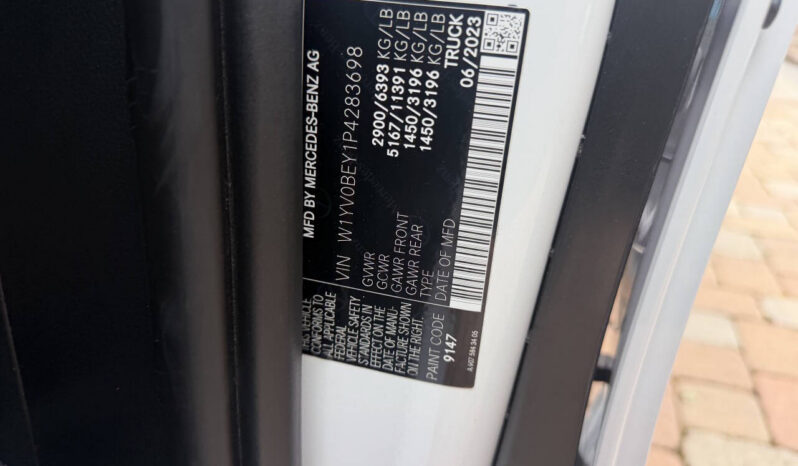 MFD BY MERCEDES-BENZ AG
VIN W1YV0BEY1P4283698
GVWR 2900/6393 KG/LB
GCWR 5167/11391 KG/LB
GAWR FRONT 1450/3196 KG/LB
GAWR REAR 1450/3196 KG/LB
TYPE TRUCK
DATE OF MFD 06/2023
THIS VEHICLE
CONFORMS TO
ALL APPLICABLE
FEDERAL
VEHICLE SAFETY
STANDARDS IN
EFFECT ON THE
DATE OF MANU-
FACTURE SHOWN
ON THE RIGHT.
PAINT CODE
9147